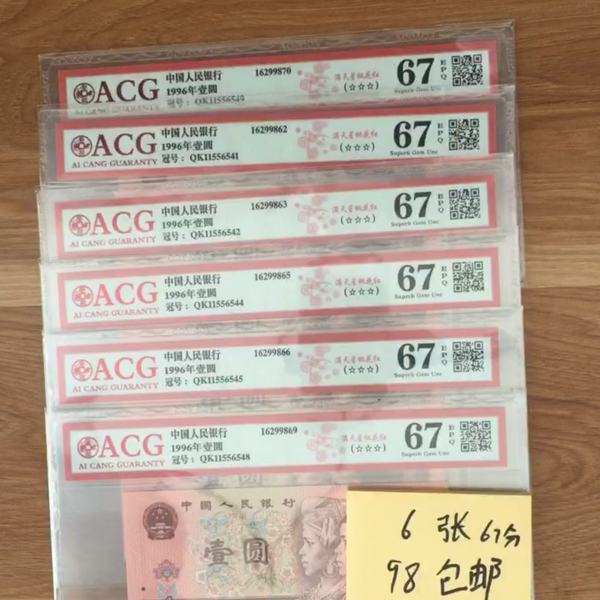 ACG
中国人民银行
1996年壹圆
冠号：QK11556549
16299870
满天星桃花红
(☆☆☆)
67
EPQ
Superb Gem Unc
ACG
AI CANG GUARANTY
中国人民银行
1996年壹圆
冠号：QK11556541
16299862
满天星桃花红
(☆☆☆)
67
EPQ
Superb Gem Unc
ACG
AI CANG GUARANTY
中国人民银行
1996年壹圆
冠号：QK11556542
16299863
满天星桃花红
(☆☆☆)
67
EPQ
Superb Gem Unc
ACG
AI CANG GUARANTY
中国人民银行
1996年壹圆
冠号：QK11556544
16299865
满天星桃花红
(☆☆☆)
67
EPQ
Superb Gem Unc
ACG
AI CANG GUARANTY
中国人民银行
1996年壹圆
冠号：QK11556545
16299866
满天星桃花红
(☆☆☆)
67
EPQ
Superb Gem Unc
ACG
AI CANG GUARANTY
中国人民银行
1996年壹圆
冠号：QK11556548
16299869
满天星桃花红
(☆☆☆)
67
EPQ
Superb Gem Unc
中国人民银行
壹圆
6张 67分
98包邮